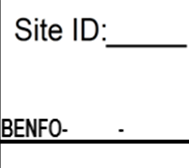 Site ID:_____
BENFO-      -